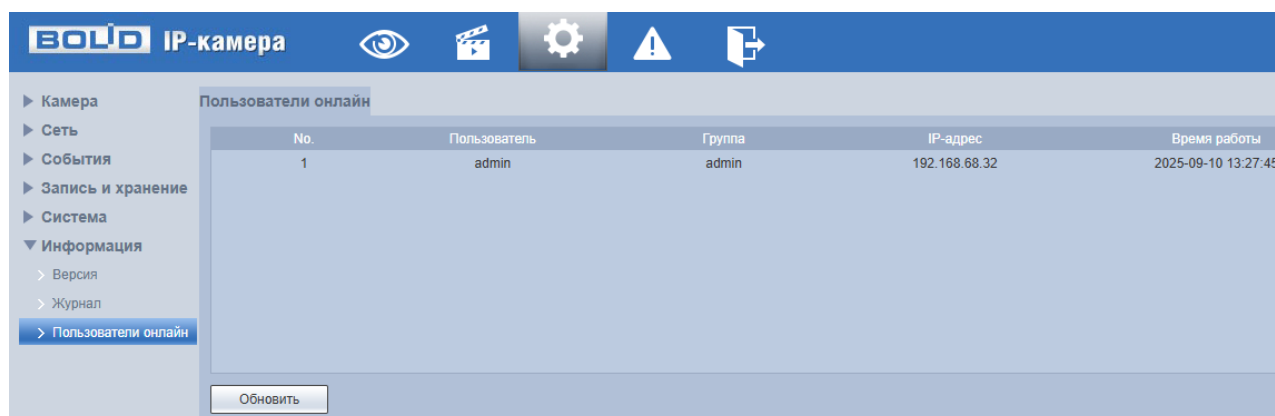 BOLID IP-камера
Камера
Сеть
События
Запись и хранение
Система
Информация
Версия
Журнал
Пользователи онлайн
Пользователи онлайн
No. Пользователь Группа IP-адрес Время работы
1 admin admin 192.168.68.32 2025-09-10 13:27:45
Обновить